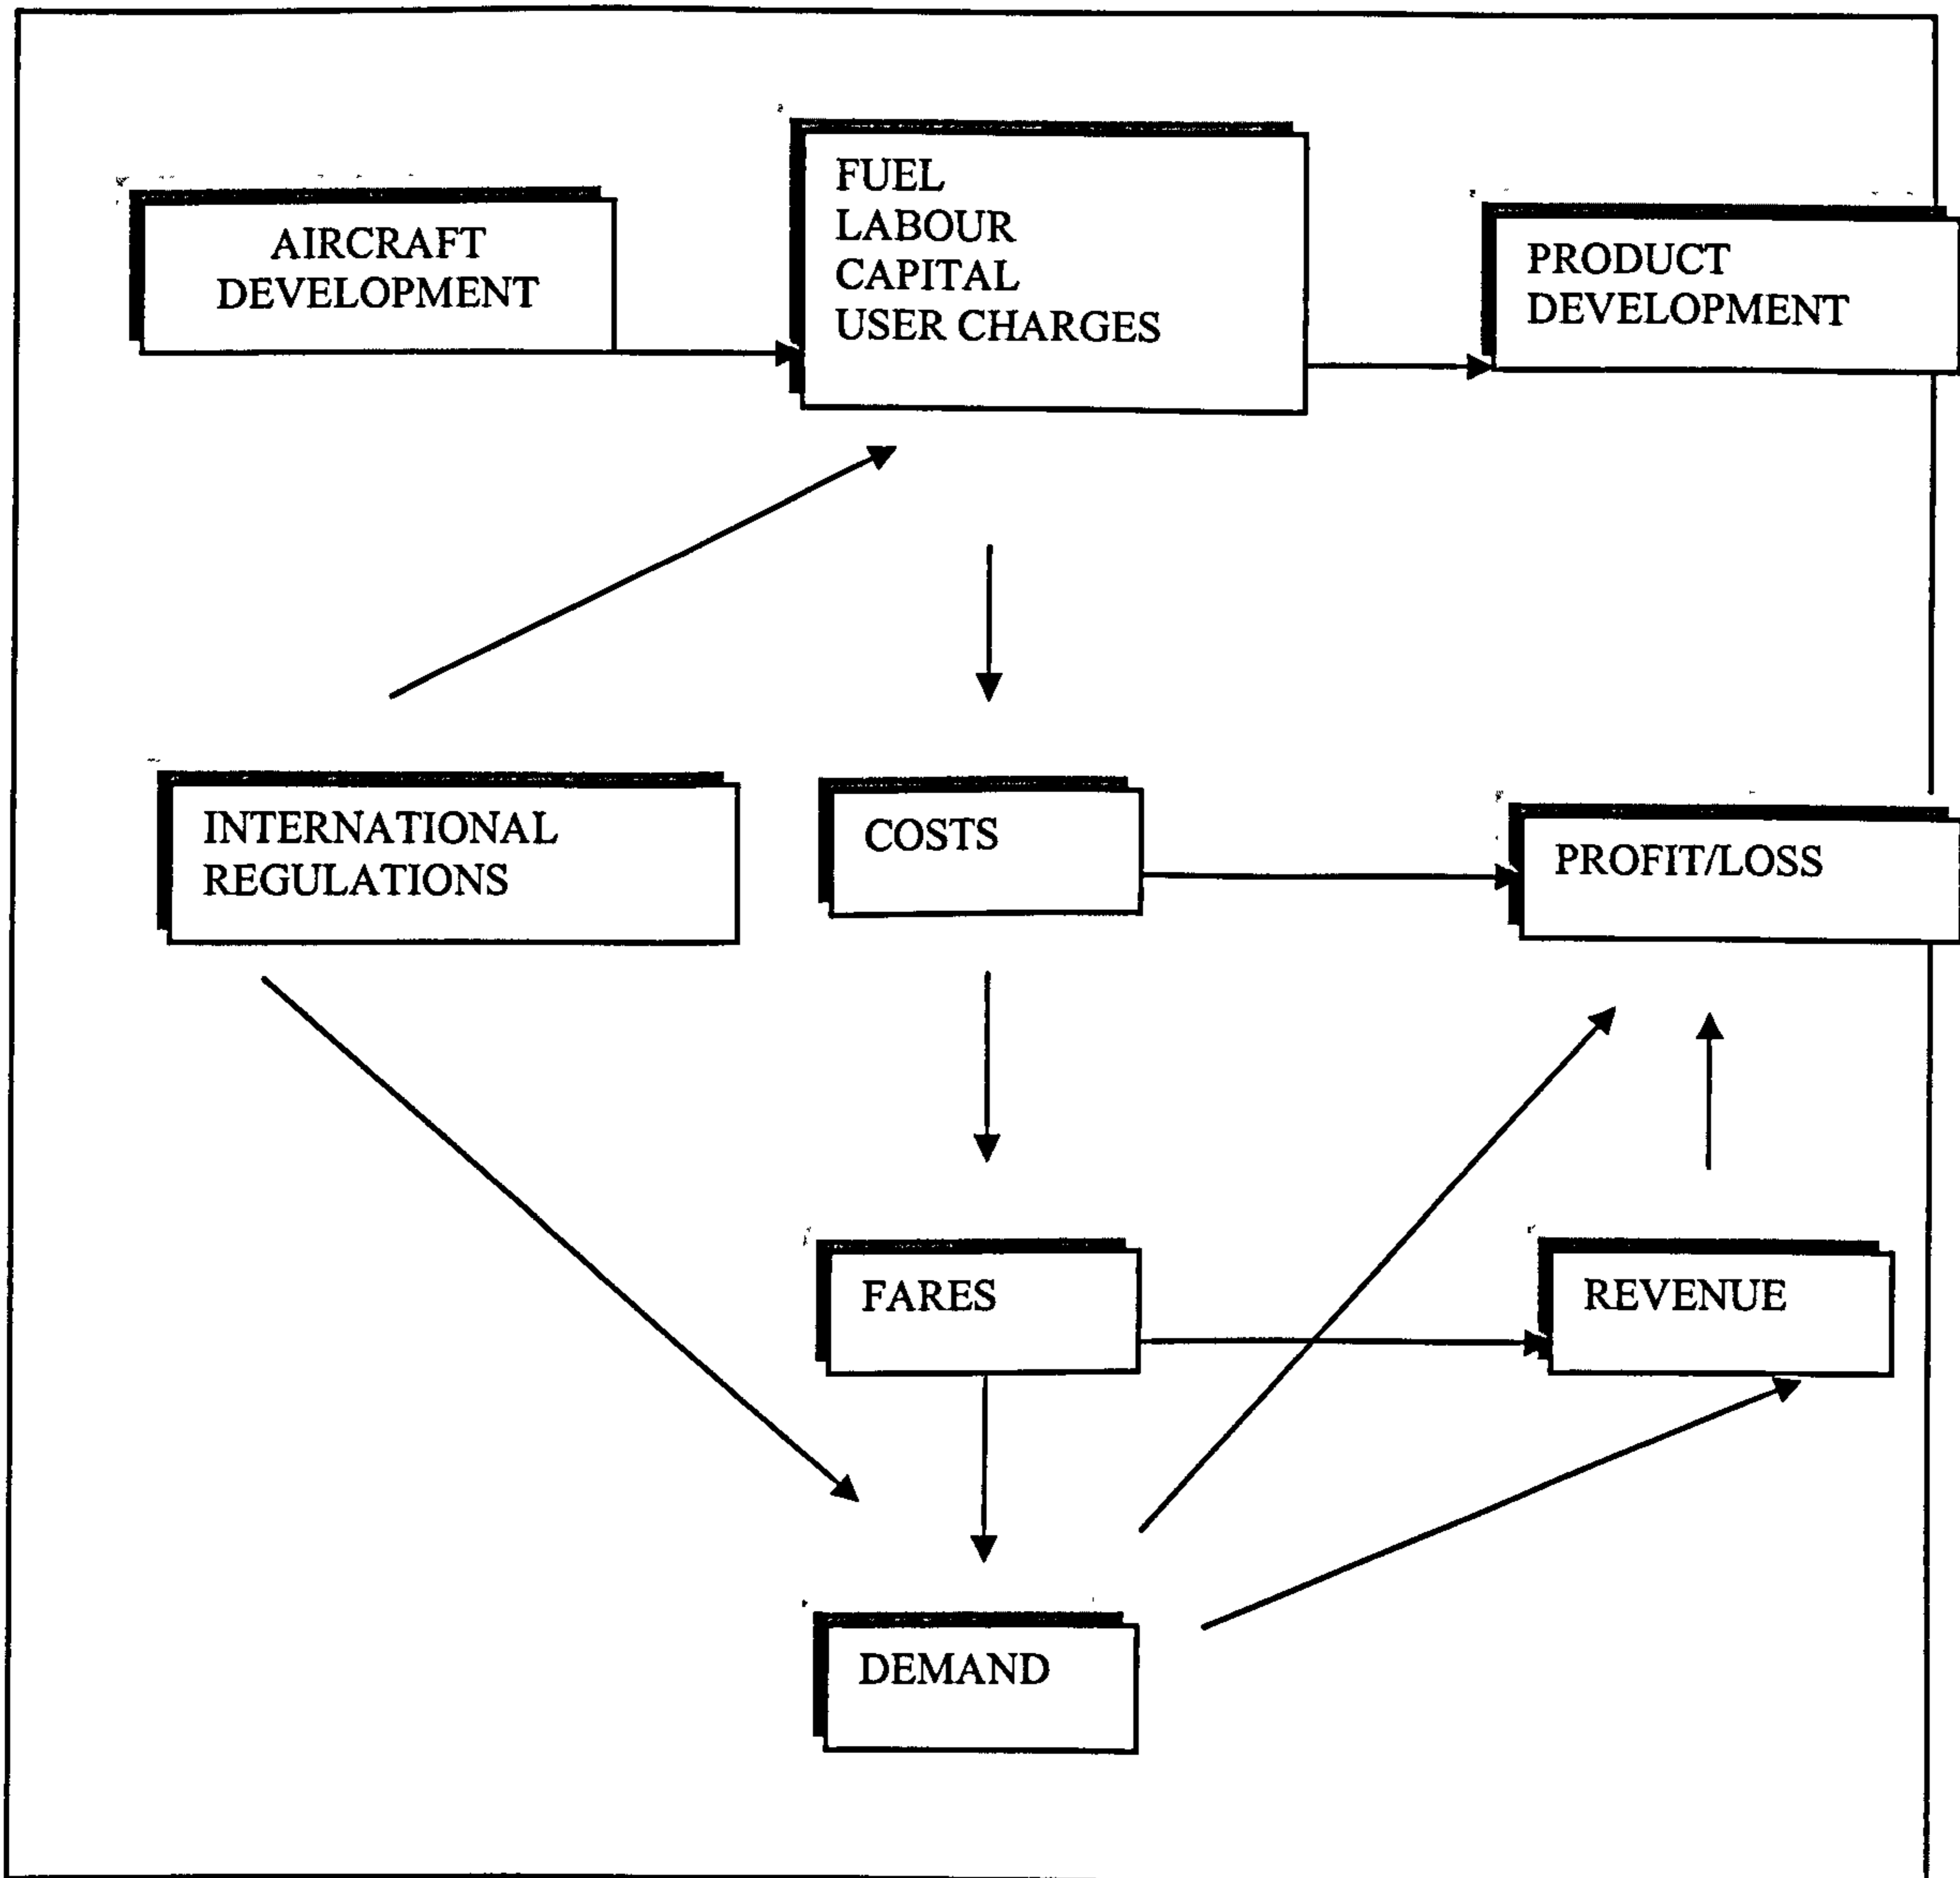 AIRCRAFT
DEVELOPMENT
FUEL
LABOUR
CAPITAL
USER CHARGES
PRODUCT
DEVELOPMENT
INTERNATIONAL
REGULATIONS
COSTS
PROFIT/LOSS
FARES
REVENUE
DEMAND